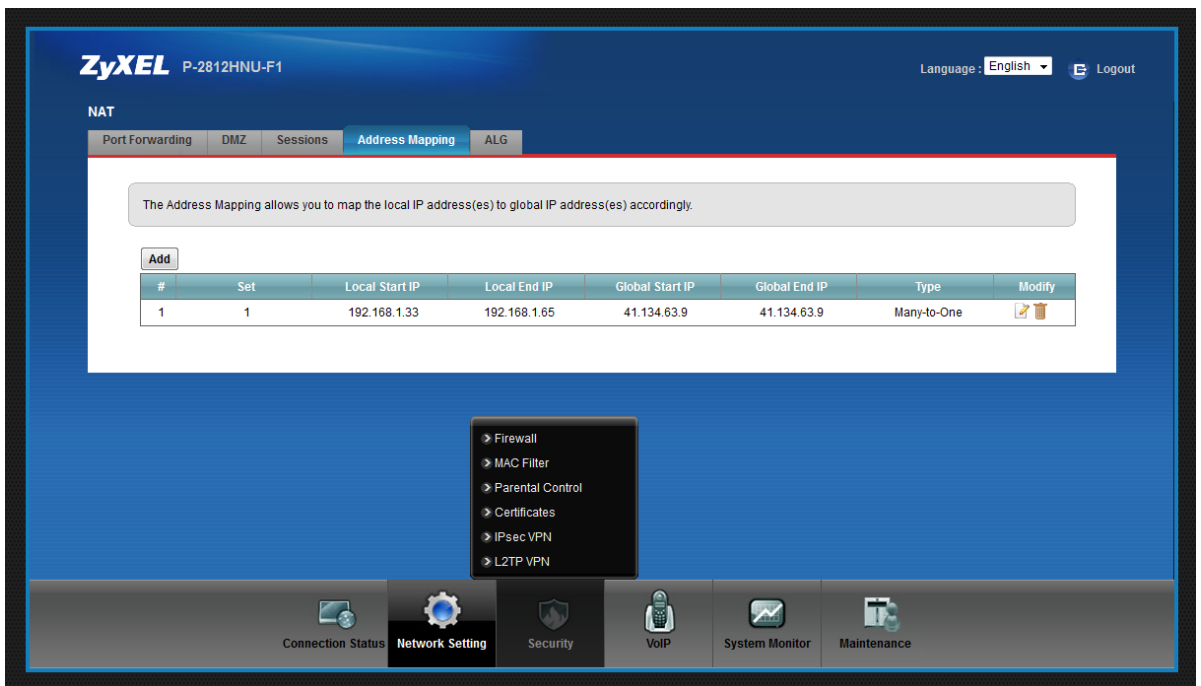 ZyXEL P-2812HNU-F1
Language : English
Logout
NAT
Port Forwarding DMZ Sessions Address Mapping ALG
The Address Mapping allows you to map the local IP address(es) to global IP address(es) accordingly.
Add
# Set Local Start IP Local End IP Global Start IP Global End IP Type Modify
1 1 192.168.1.33 192.168.1.65 41.134.63.9 41.134.63.9 Many-to-One
Firewall
MAC Filter
Parental Control
Certificates
IPsec VPN
L2TP VPN
Connection Status Network Setting Security VoIP System Monitor Maintenance